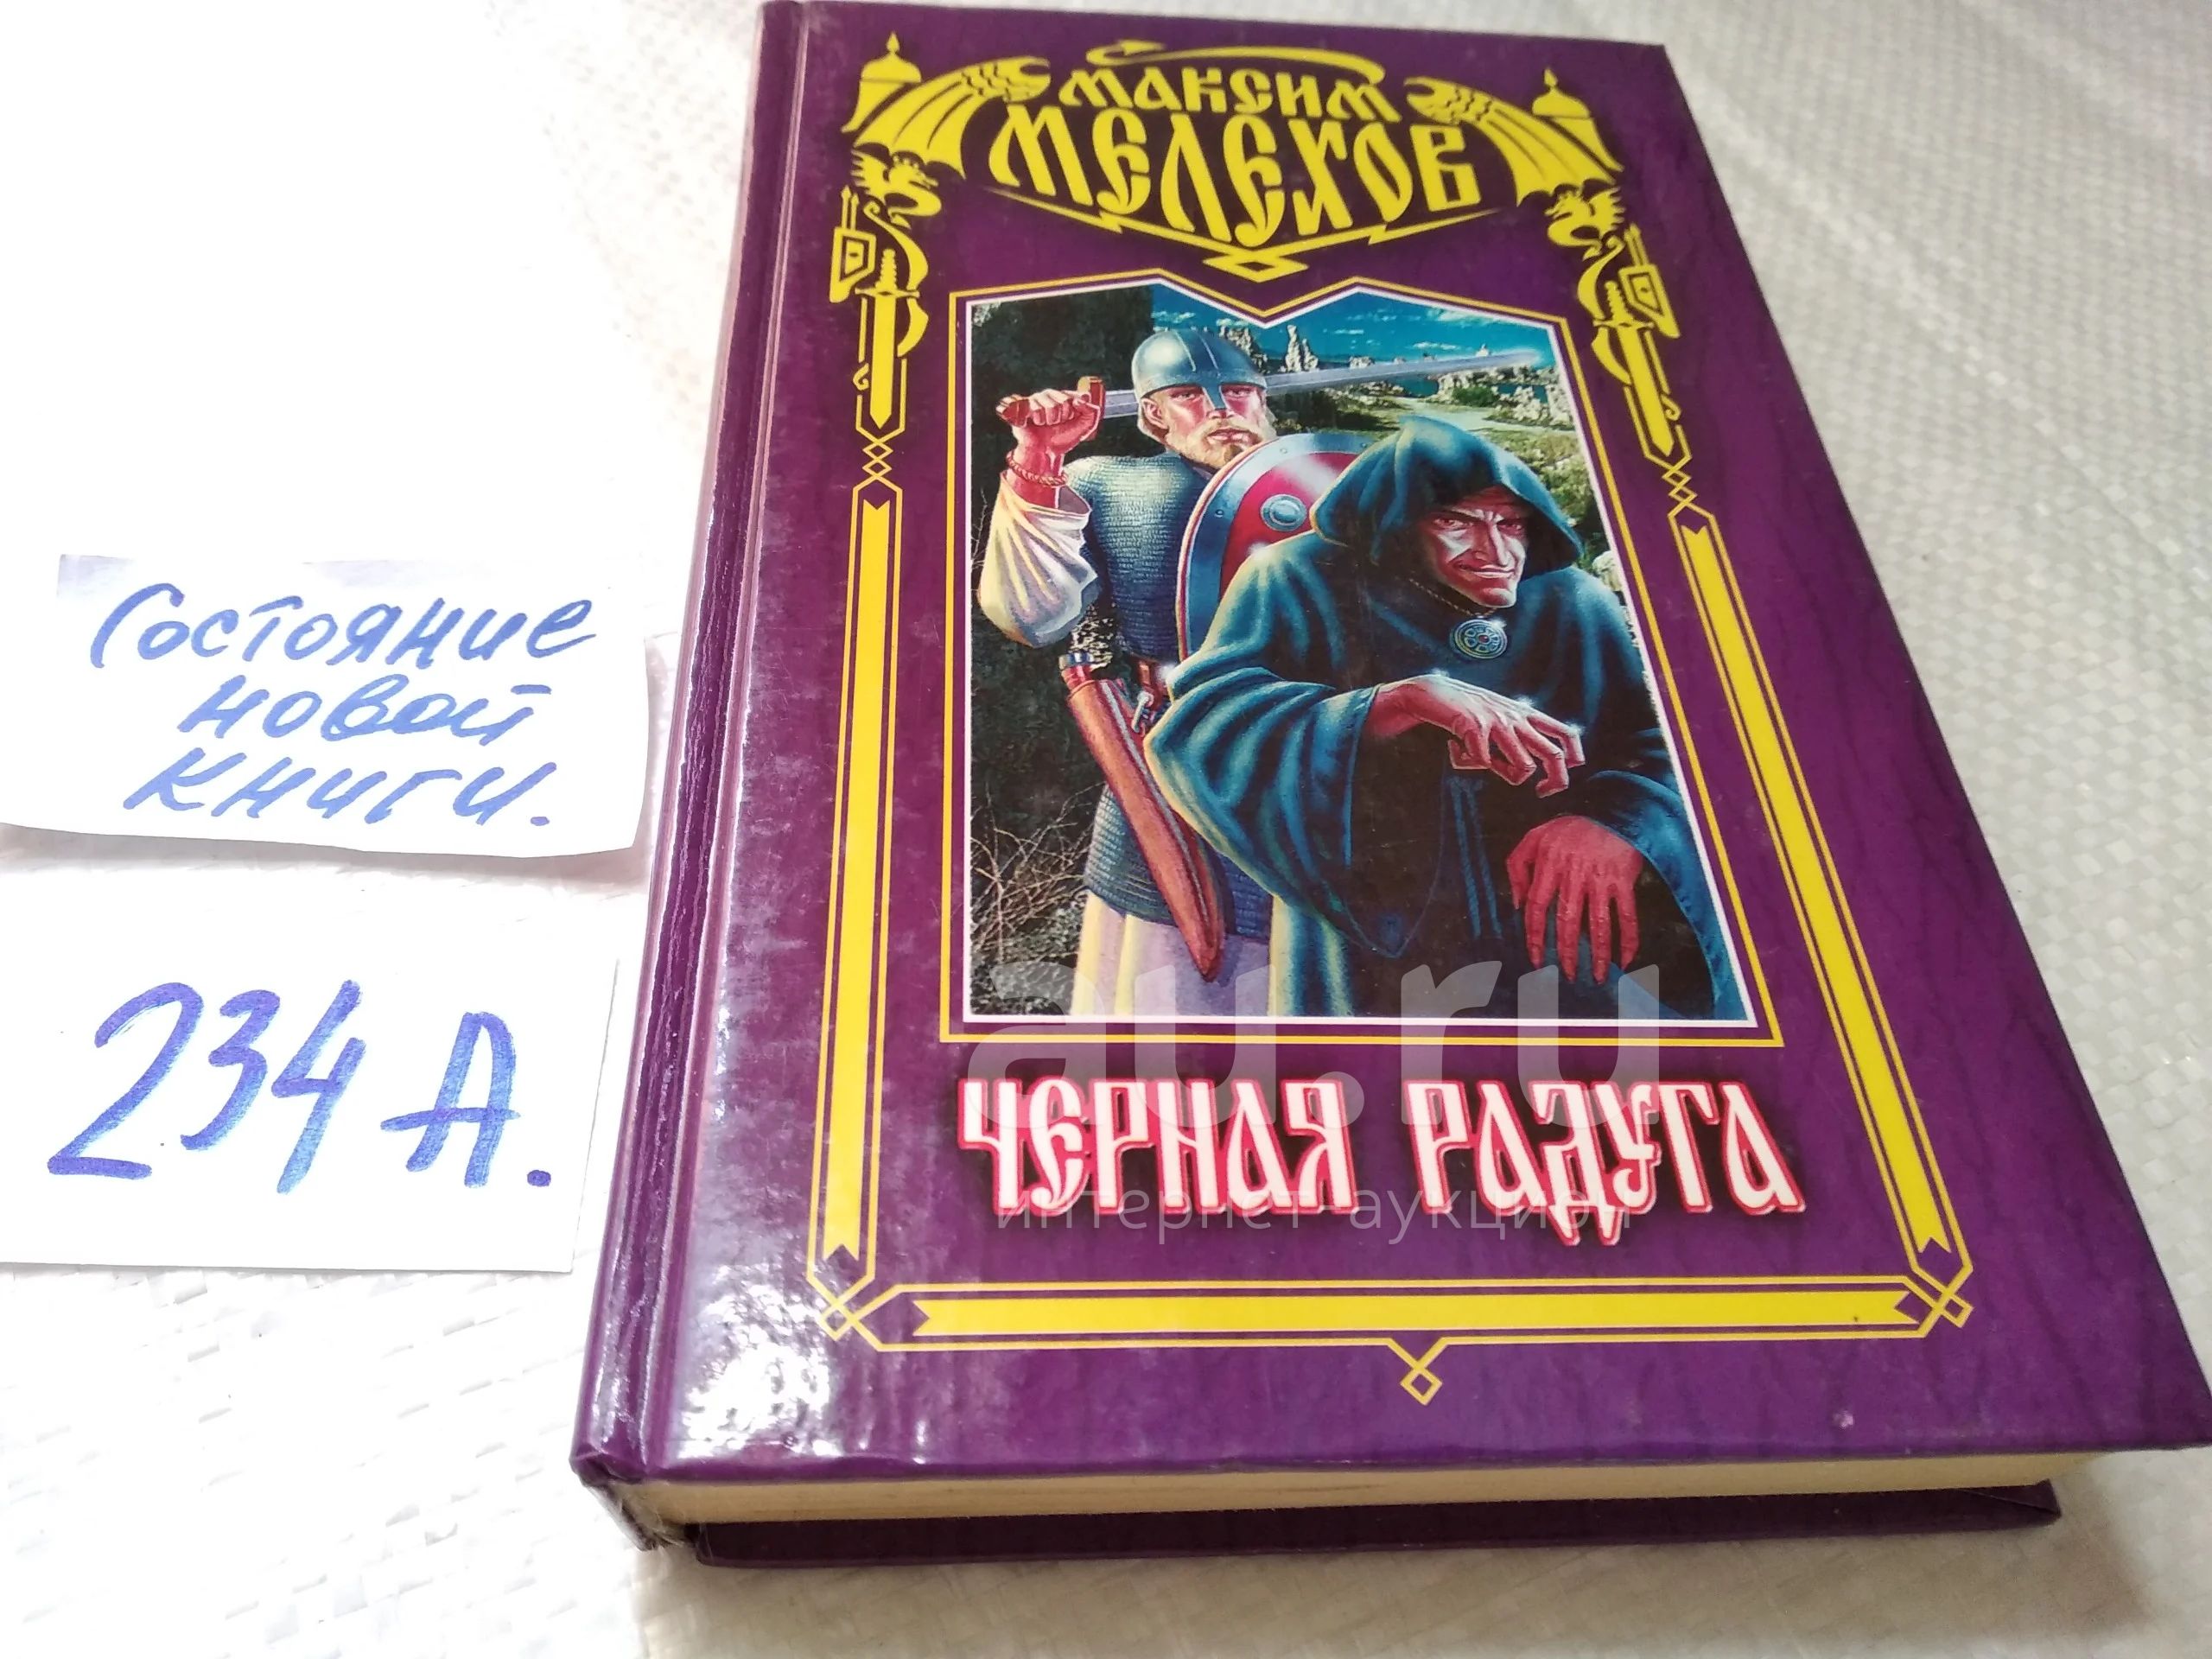 МАКСИМ
МЕЛЕХОВ
Состояние
новой
книги.
234 А.
ЧЕРНАЯ РАДУГА
au.ru
интернет-аукцион